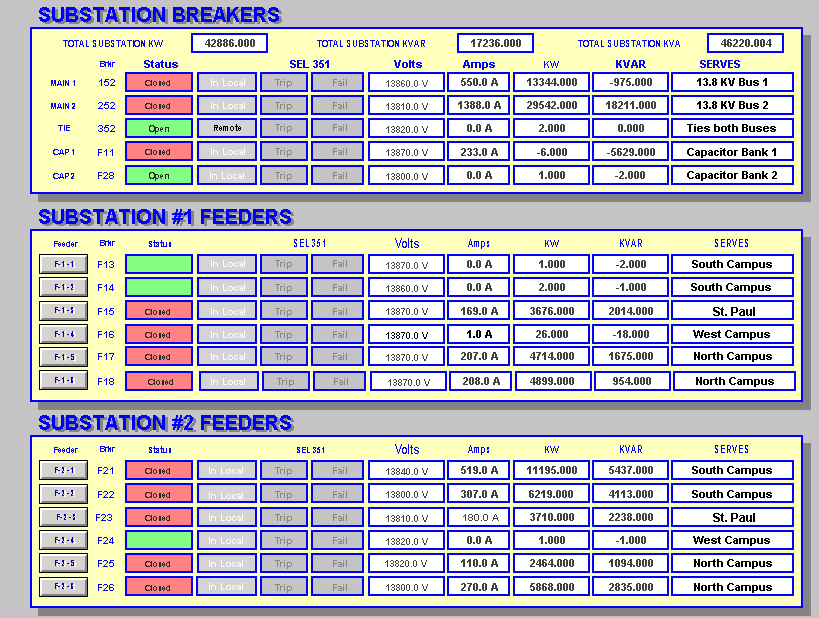 SUBSTATION BREAKERS
TOTAL SUBSTATION KW 42886.000 TOTAL SUBSTATION KVAR 17236.000 TOTAL SUBSTATION KVA 46220.004
Brkr Status SEL 351 Volts Amps KW KVAR SERVES
MAIN 1 152 Closed In Local Trip Fail 13860.0 V 550.0 A 13344.000 -975.000 13.8 KV Bus 1
MAIN 2 252 Closed In Local Trip Fail 13810.0 V 1388.0 A 29542.000 18211.000 13.8 KV Bus 2
TIE 352 Open Remote Trip Fail 13820.0 V 0.0 A 2.000 0.000 Ties both Buses
CAP 1 F11 Closed In Local Trip Fail 13870.0 V 233.0 A -6.000 -5629.000 Capacitor Bank 1
CAP2 F28 Open In Local Trip Fail 13800.0 V 0.0 A 1.000 -2.000 Capacitor Bank 2
SUBSTATION #1 FEEDERS
Feeder Brkr Status SEL 351 Volts Amps KW KVAR SERVES
F-1-1 F13 In Local Trip Fail 13870.0 V 0.0 A 1.000 -2.000 South Campus
F-1-2 F14 In Local Trip Fail 13860.0 V 0.0 A 2.000 -1.000 South Campus
F-1-3 F15 Closed In Local Trip Fail 13870.0 V 169.0 A 3676.000 2014.000 St. Paul
F-1-4 F16 Closed In Local Trip Fail 13870.0 V 1.0 A 26.000 -18.000 West Campus
F-1-5 F17 Closed In Local Trip Fail 13870.0 V 207.0 A 4714.000 1675.000 North Campus
F-1-6 F18 Closed In Local Trip Fail 13870.0 V 208.0 A 4899.000 954.000 North Campus
SUBSTATION #2 FEEDERS
Feeder Brkr Status SEL 351 Volts Amps KW KVAR SERVES
F-2-1 F21 Closed In Local Trip Fail 13840.0 V 519.0 A 11195.000 5437.000 South Campus
F-2-2 F22 Closed In Local Trip Fail 13800.0 V 307.0 A 6219.000 4113.000 South Campus
F-2-3 F23 Closed In Local Trip Fail 13810.0 V 180.0 A 3710.000 2238.000 St. Paul
F-2-4 F24 In Local Trip Fail 13820.0 V 0.0 A 1.000 -1.000 West Campus
F-2-5 F25 Closed In Local Trip Fail 13820.0 V 110.0 A 2464.000 1094.000 North Campus
F-2-6 F26 Closed In Local Trip Fail 13800.0 V 270.0 A 5868.000 2835.000 North Campus